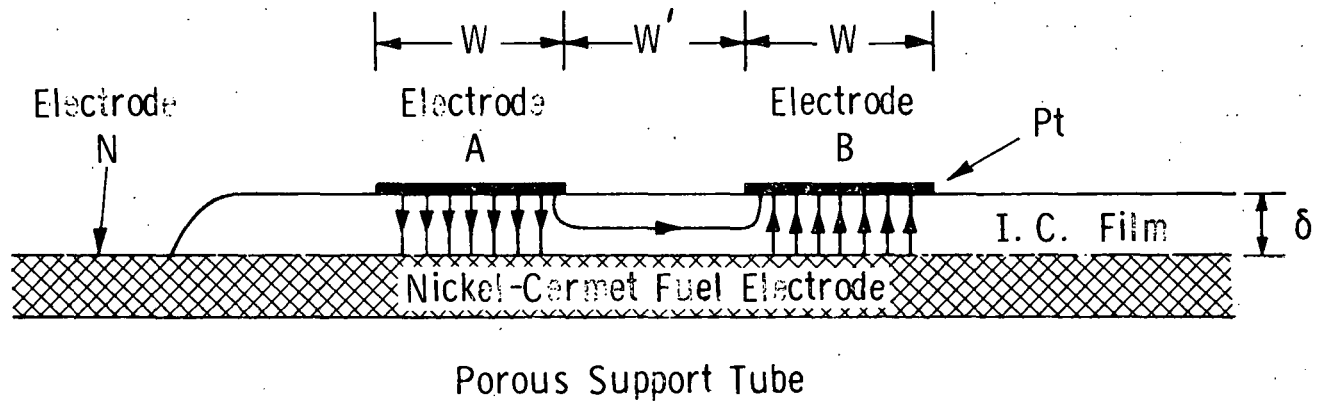 W W′ W
Electrode Electrode Electrode
N A B Pt
I. C. Film δ
Nickel-Cermet Fuel Electrode
Porous Support Tube